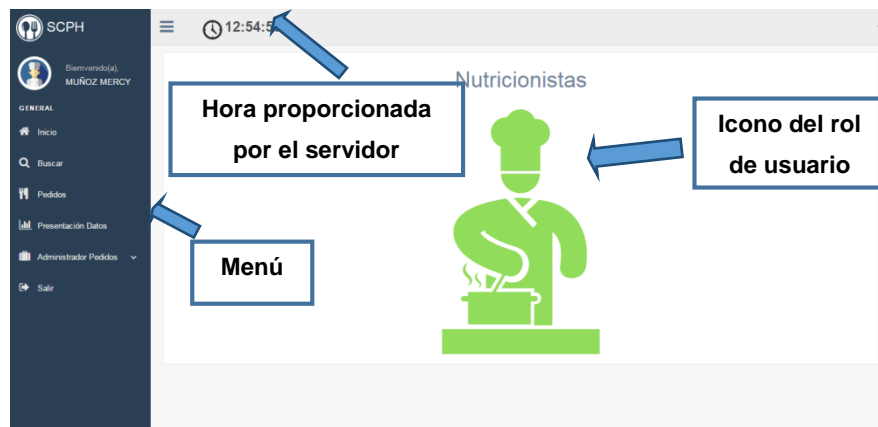 SCPH
12:54:5
Bienvenido(a),
MUÑOZ MERCY
GENERAL
Inicio
Buscar
Pedidos
Presentación Datos
Administrador Pedidos
Salir
Nutricionistas
Hora proporcionada
por el servidor
Icono del rol
de usuario
Menú